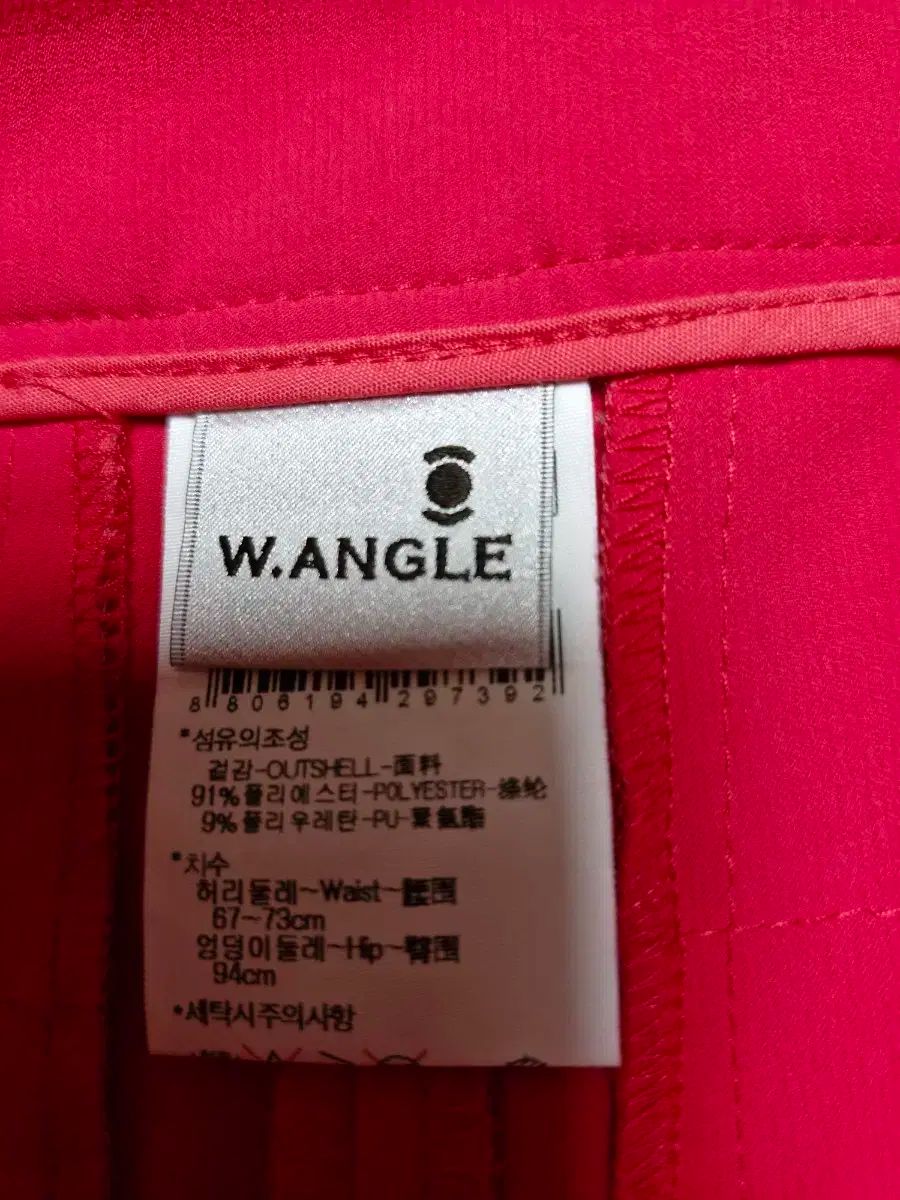 W.ANGLE
8 806194 297392
*섬유의조성
겉감-OUTSHELL-面料
91%폴리에스터-POLYESTER-涤纶
9%폴리우레탄-PU-聚氨酯
*치수
허리둘레~Waist~腰围
67~73cm
엉덩이둘레~Hip~臀围
94cm
*세탁시주의사항